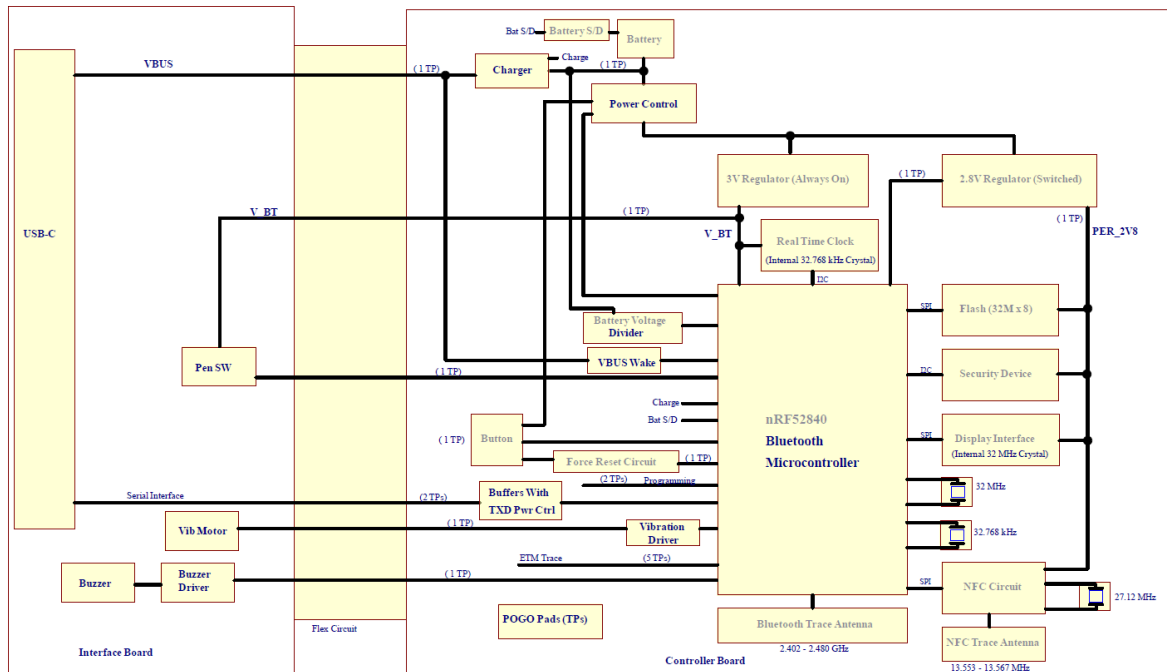 Bat S/D
Battery S/D
Battery
VBUS
( 1 TP)
Charger
Charge
( 1 TP)
Power Control
3V Regulator (Always On)
( 1 TP)
2.8V Regulator (Switched)
V_BT
( 1 TP)
( 1 TP)
USB-C
V_BT
PER_2V8
Real Time Clock
(Internal 32.768 kHz Crystal)
I2C
Battery Voltage
Divider
SPI
Flash (32M x 8)
VBUS Wake
Pen SW
( 1 TP)
I2C
Security Device
Charge
Bat S/D
nRF52840
Bluetooth
Microcontroller
( 1 TP)
Button
SPI
Display Interface
(Internal 32 MHz Crystal)
Force Reset Circuit
( 1 TP)
(2 TPs)
Programming
32 MHz
Serial Interface
(2 TPs)
Buffers With
TXD Pwr Ctrl
Vib Motor
( 1 TP)
Vibration
Driver
32.768 kHz
ETM Trace
(5 TPs)
Buzzer
Buzzer
Driver
( 1 TP)
SPI
NFC Circuit
27.12 MHz
POGO Pads (TPs)
Bluetooth Trace Antenna
2.402 - 2.480 GHz
NFC Trace Antenna
13.553 - 13.567 MHz
Flex Circuit
Interface Board
Controller Board